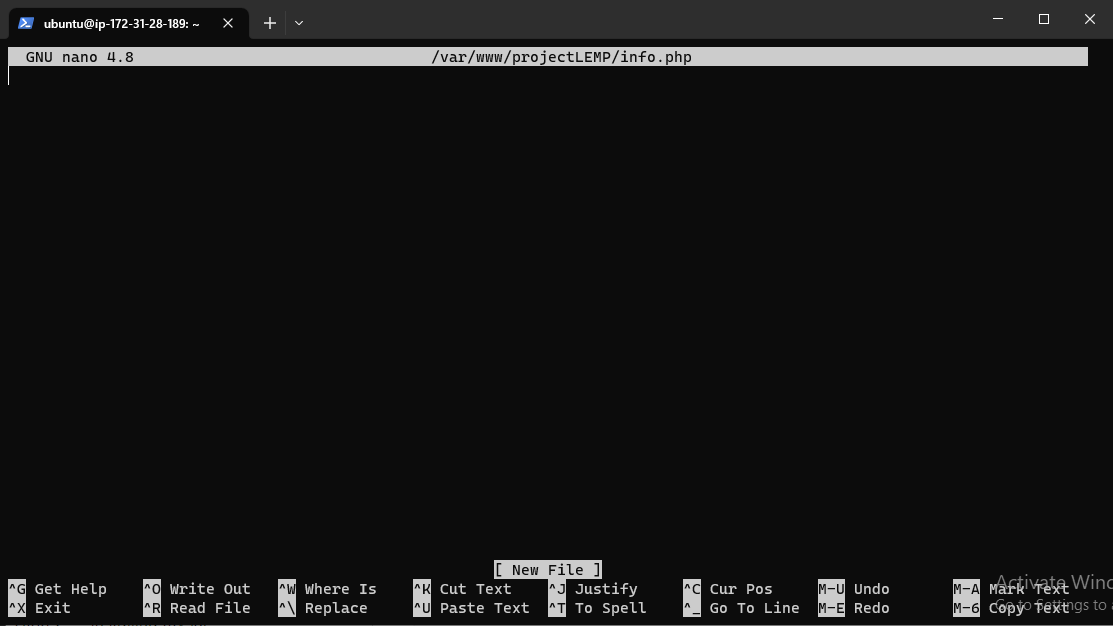 ubuntu@ip-172-31-28-189: ~
GNU nano 4.8 /var/www/projectLEMP/info.php
[ New File ]
^G Get Help ^O Write Out ^W Where Is ^K Cut Text ^J Justify ^C Cur Pos M-U Undo M-A Mark Text
^X Exit ^R Read File ^\ Replace ^U Paste Text ^T To Spell ^_ Go To Line M-E Redo M-6 Copy Text
Activate Wind
Go to Settings to a